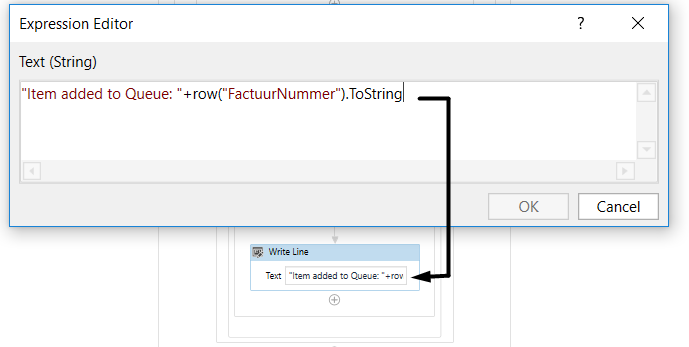 Expression Editor
?
Text (String)
"Item added to Queue: "+row("FactuurNummer").ToString
OK Cancel
Write Line
Text "Item added to Queue: "+rov